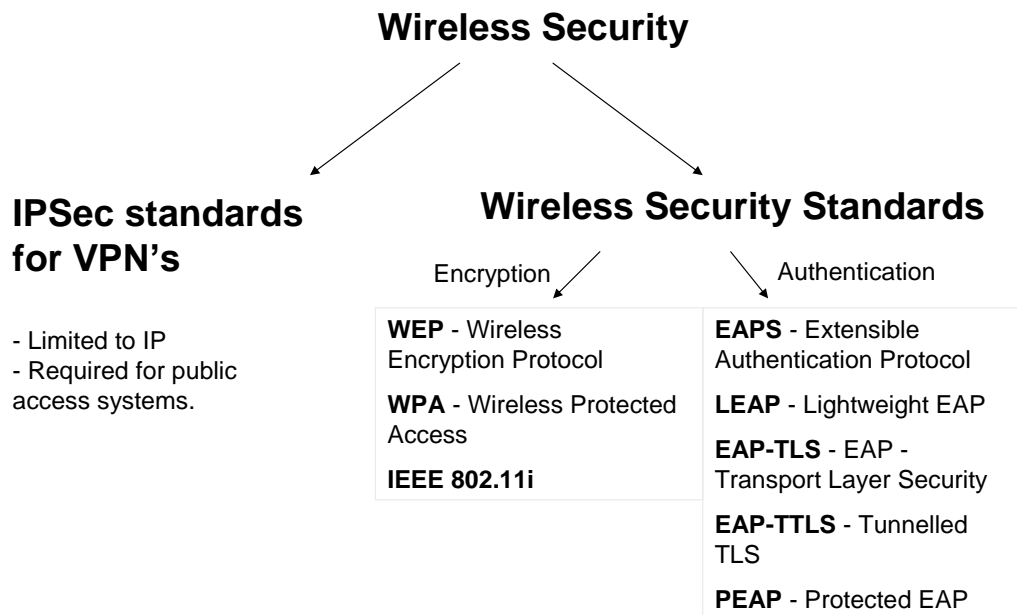 Wireless Security
IPSec standards
for VPN’s
- Limited to IP
- Required for public
access systems.
Wireless Security Standards
Encryption
WEP - Wireless
Encryption Protocol
WPA - Wireless Protected
Access
IEEE 802.11i
Authentication
EAPS - Extensible
Authentication Protocol
LEAP - Lightweight EAP
EAP-TLS - EAP -
Transport Layer Security
EAP-TTLS - Tunnelled
TLS
PEAP - Protected EAP